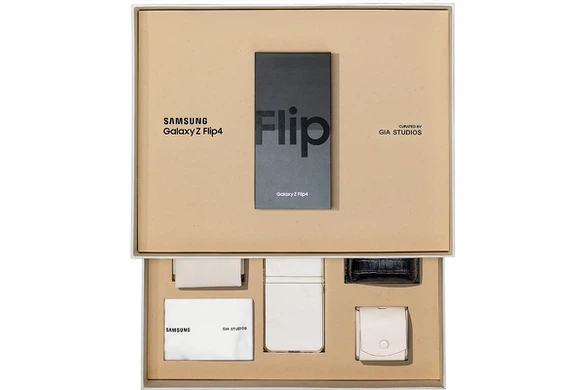 SAMSUNG
Galaxy Z Flip4
Flip
Galaxy Z Flip4
CURATED BY
GIA STUDIOS
SAMSUNG GIA STUDIOS